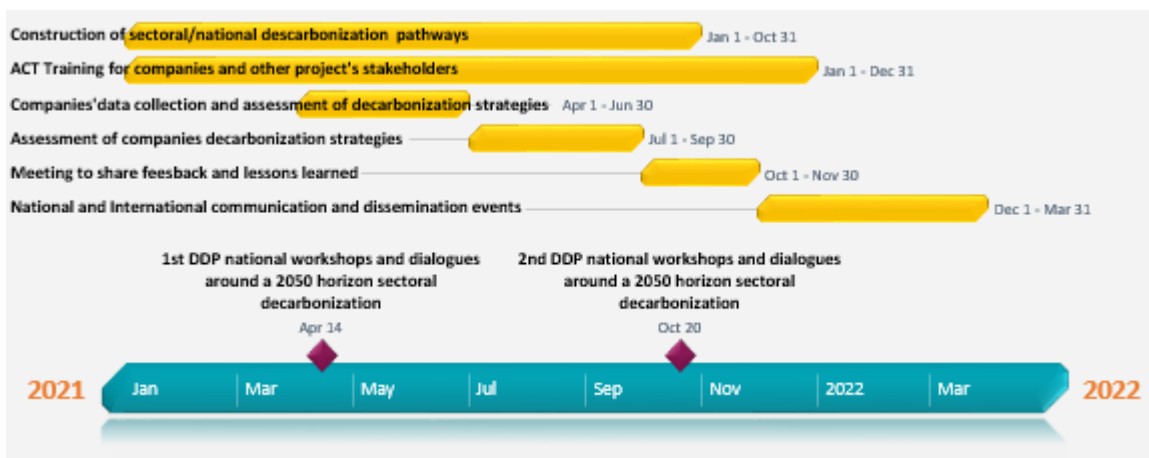 Construction of sectoral/national descarbonization pathways Jan 1 - Oct 31
ACT Training for companies and other project's stakeholders Jan 1 - Dec 31
Companies'data collection and assessment of decarbonization strategies Apr 1 - Jun 30
Assessment of companies decarbonization strategies Jul 1 - Sep 30
Meeting to share feesback and lessons learned Oct 1 - Nov 30
National and International communication and dissemination events Dec 1 - Mar 31
1st DDP national workshops and dialogues
around a 2050 horizon sectoral
decarbonization
Apr 14
2nd DDP national workshops and dialogues
around a 2050 horizon sectoral
decarbonization
Oct 20
2021 Jan Mar May Jul Sep Nov 2022 Mar 2022